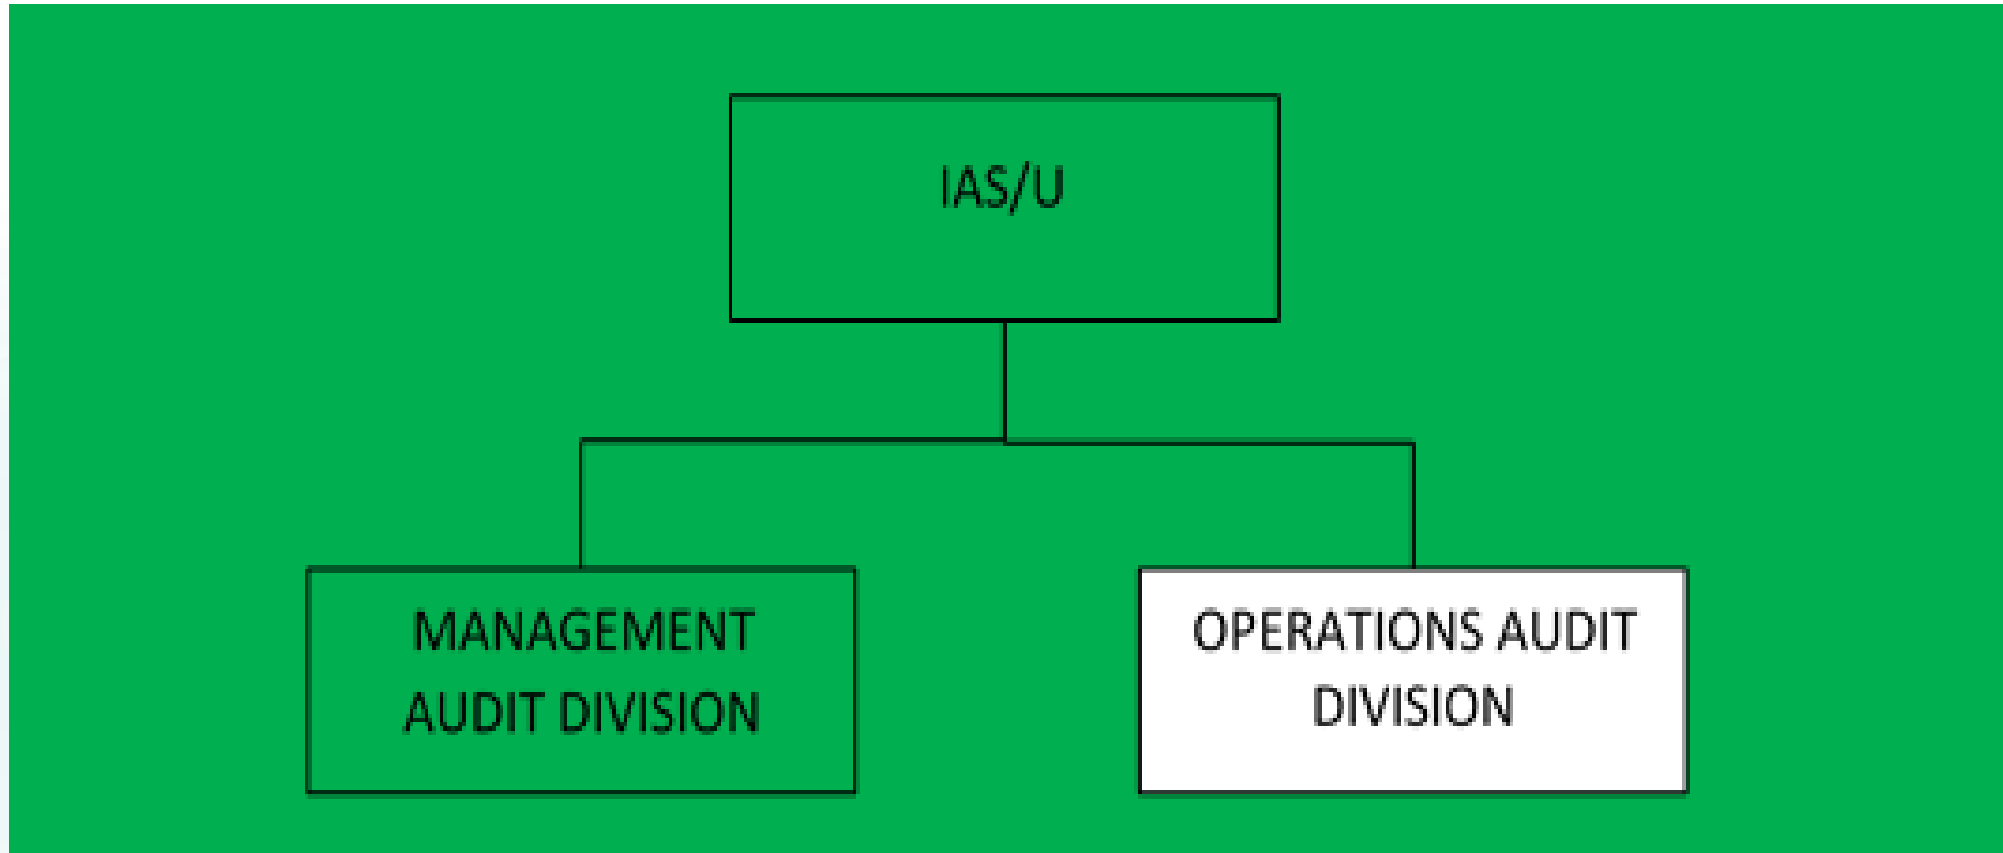 IAS/U
MANAGEMENT
AUDIT DIVISION
OPERATIONS AUDIT
DIVISION